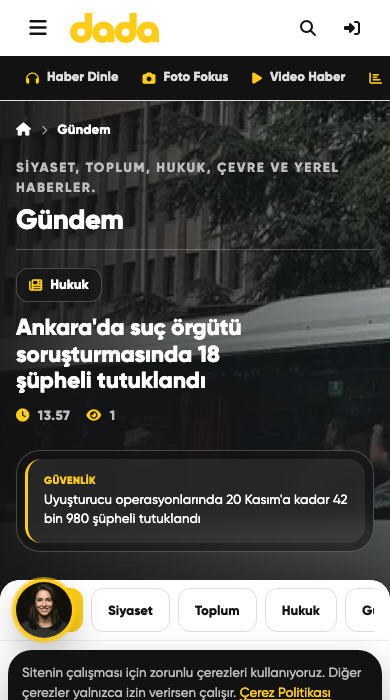 dada
Haber Dinle
Foto Fokus
Video Haber
Gündem
SİYASET, TOPLUM, HUKUK, ÇEVRE VE YEREL
HABERLER.
Gündem
Hukuk
Ankara'da suç örgütü
soruşturmasında 18
şüpheli tutuklandı
13.57 1
GÜVENLİK
Uyuşturucu operasyonlarında 20 Kasım'a kadar 42
bin 980 şüpheli tutuklandı
Siyaset
Toplum
Hukuk
Sitenin çalışması için zorunlu çerezleri kullanıyoruz. Diğer
çerezler yalnızca izin verirsen çalışır. Çerez Politikası